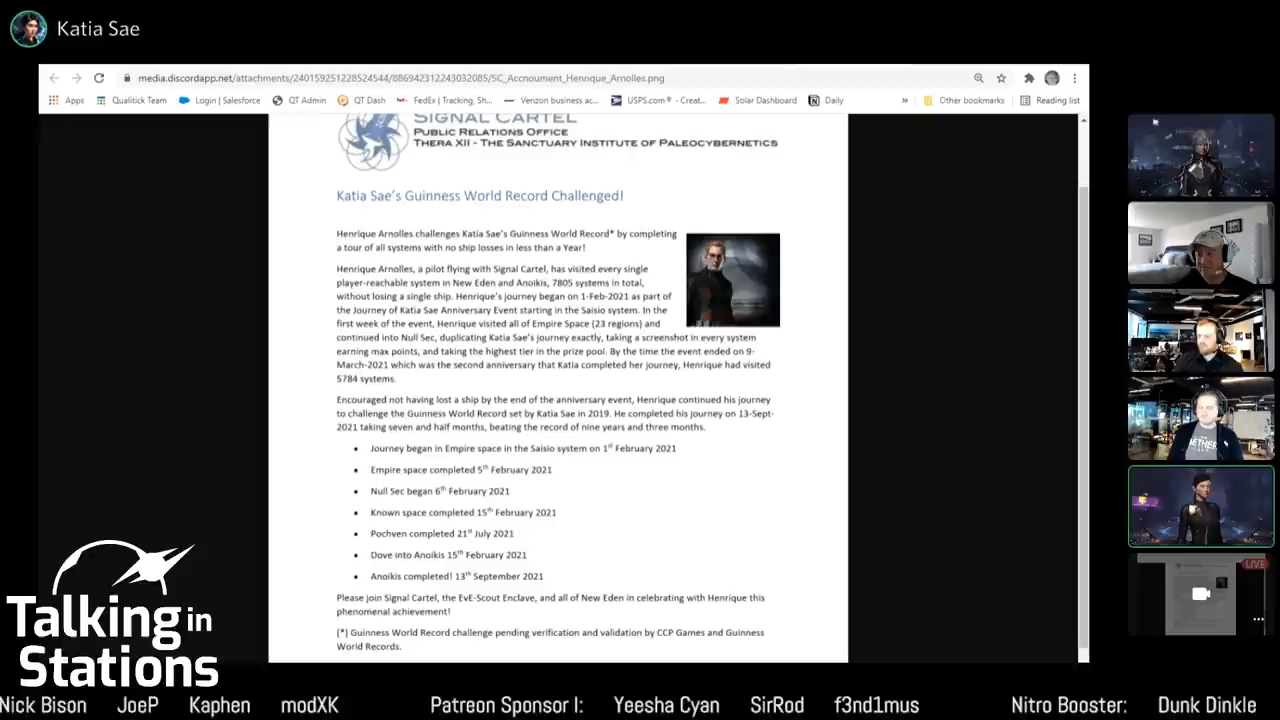 Katia Sae
media.discordapp.net/attachments/240159251228524544/886942312243032085/SC_Accnoument_Henrique_Arnolles.png
Apps Qualitick Team Login | Salesforce QT Admin QT Dash FedEx | Tracking, Sh... Verizon business ac... USPS.com® - Creat... Solar Dashboard Daily » Other bookmarks Reading list
SIGNAL CARTEL
PUBLIC RELATIONS OFFICE
THERA XII - THE SANCTUARY INSTITUTE OF PALEOCYBERNETICS
Katia Sae's Guinness World Record Challenged!
Henrique Arnolles challenges Katia Sae's Guinness World Record* by completing
a tour of all systems with no ship losses in less than a Year!
Henrique Arnolles, a pilot flying with Signal Cartel, has visited every single
player-reachable system in New Eden and Anoikis, 7805 systems in total,
without losing a single ship. Henrique's journey began on 1-Feb-2021 as part of
the Journey of Katia Sae Anniversary Event starting in the Saisio system. In the
first week of the event, Henrique visited all of Empire Space (23 regions) and
continued into Null Sec, duplicating Katia Sae's journey exactly, taking a screenshot in every system
earning max points, and taking the highest tier in the prize pool. By the time the event ended on 9-
March-2021 which was the second anniversary that Katia completed her journey, Henrique had visited
5784 systems.
Encouraged not having lost a ship by the end of the anniversary event, Henrique continued his journey
to challenge the Guinness World Record set by Katia Sae in 2019. He completed his journey on 13-Sept-
2021 taking seven and half months, beating the record of nine years and three months.
• Journey began in Empire space in the Saisio system on 1st February 2021
• Empire space completed 5th February 2021
• Null Sec began 6th February 2021
• Known space completed 15th February 2021
• Pochven completed 21st July 2021
• Dove into Anoikis 15th February 2021
• Anoikis completed! 13th September 2021
Please join Signal Cartel, the EvE-Scout Enclave, and all of New Eden in celebrating with Henrique this
phenomenal achievement!
(*) Guinness World Record challenge pending verification and validation by CCP Games and Guinness
World Records.
LIVE
Talking in
Stations
Nick Bison JoeP Kaphen modXK Patreon Sponsor I: Yeesha Cyan SirRod f3nd1mus Nitro Booster: Dunk Dinkle